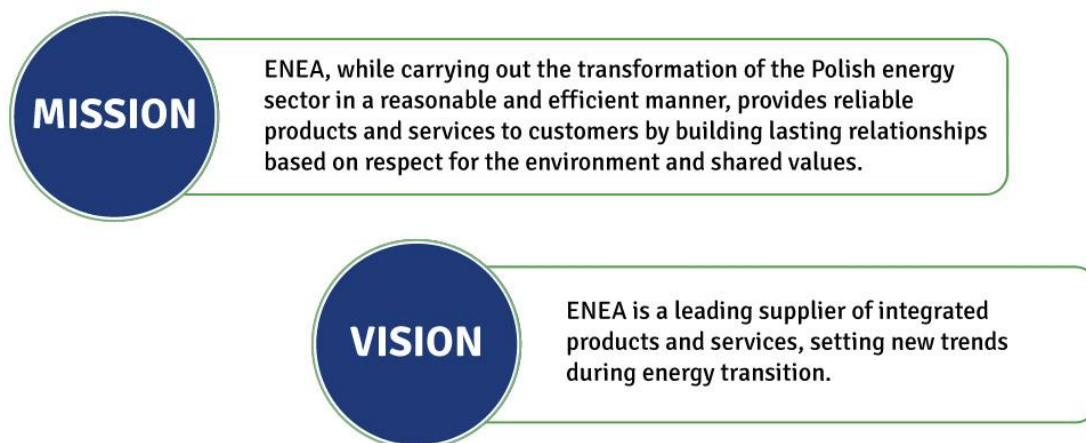 MISSION
ENEA, while carrying out the transformation of the Polish energy
sector in a reasonable and efficient manner, provides reliable
products and services to customers by building lasting relationships
based on respect for the environment and shared values.
VISION
ENEA is a leading supplier of integrated
products and services, setting new trends
during energy transition.